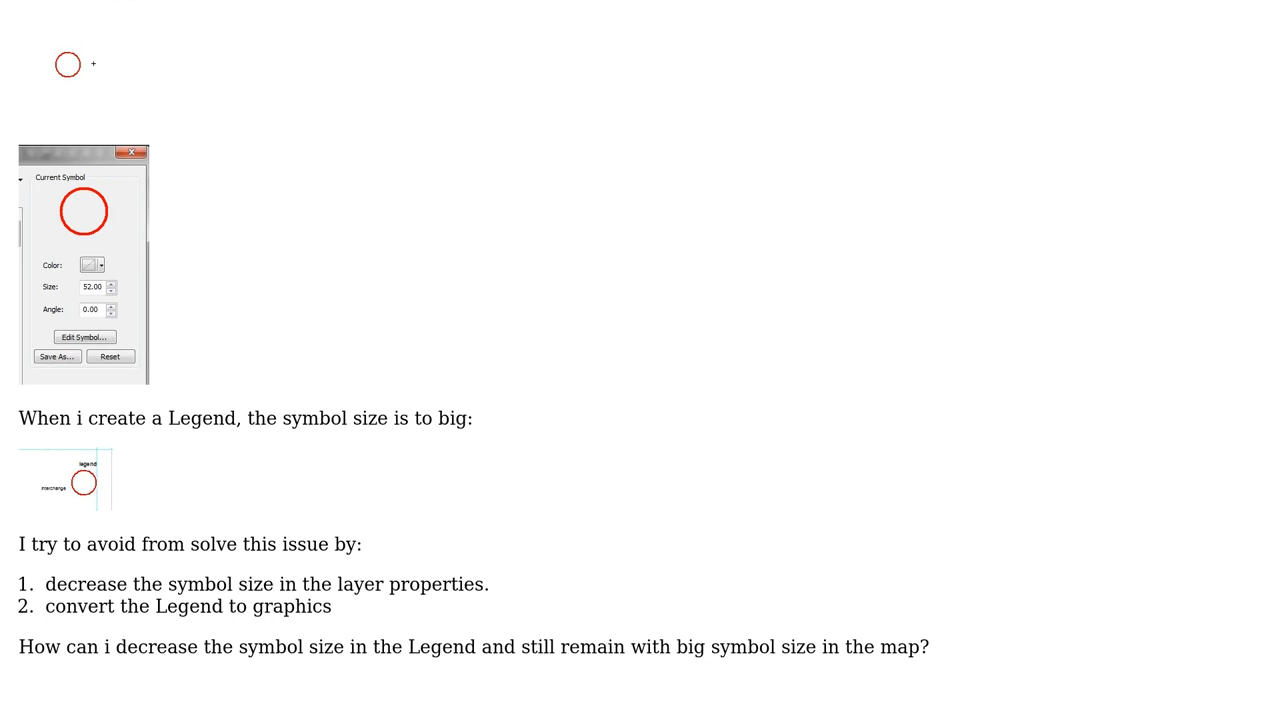 Current Symbol
Color:
Size: 52.00
Angle: 0.00
Edit Symbol...
Save As... Reset
When i create a Legend, the symbol size is to big:
legend
interchange
I try to avoid from solve this issue by:
1. decrease the symbol size in the layer properties.
2. convert the Legend to graphics
How can i decrease the symbol size in the Legend and still remain with big symbol size in the map?